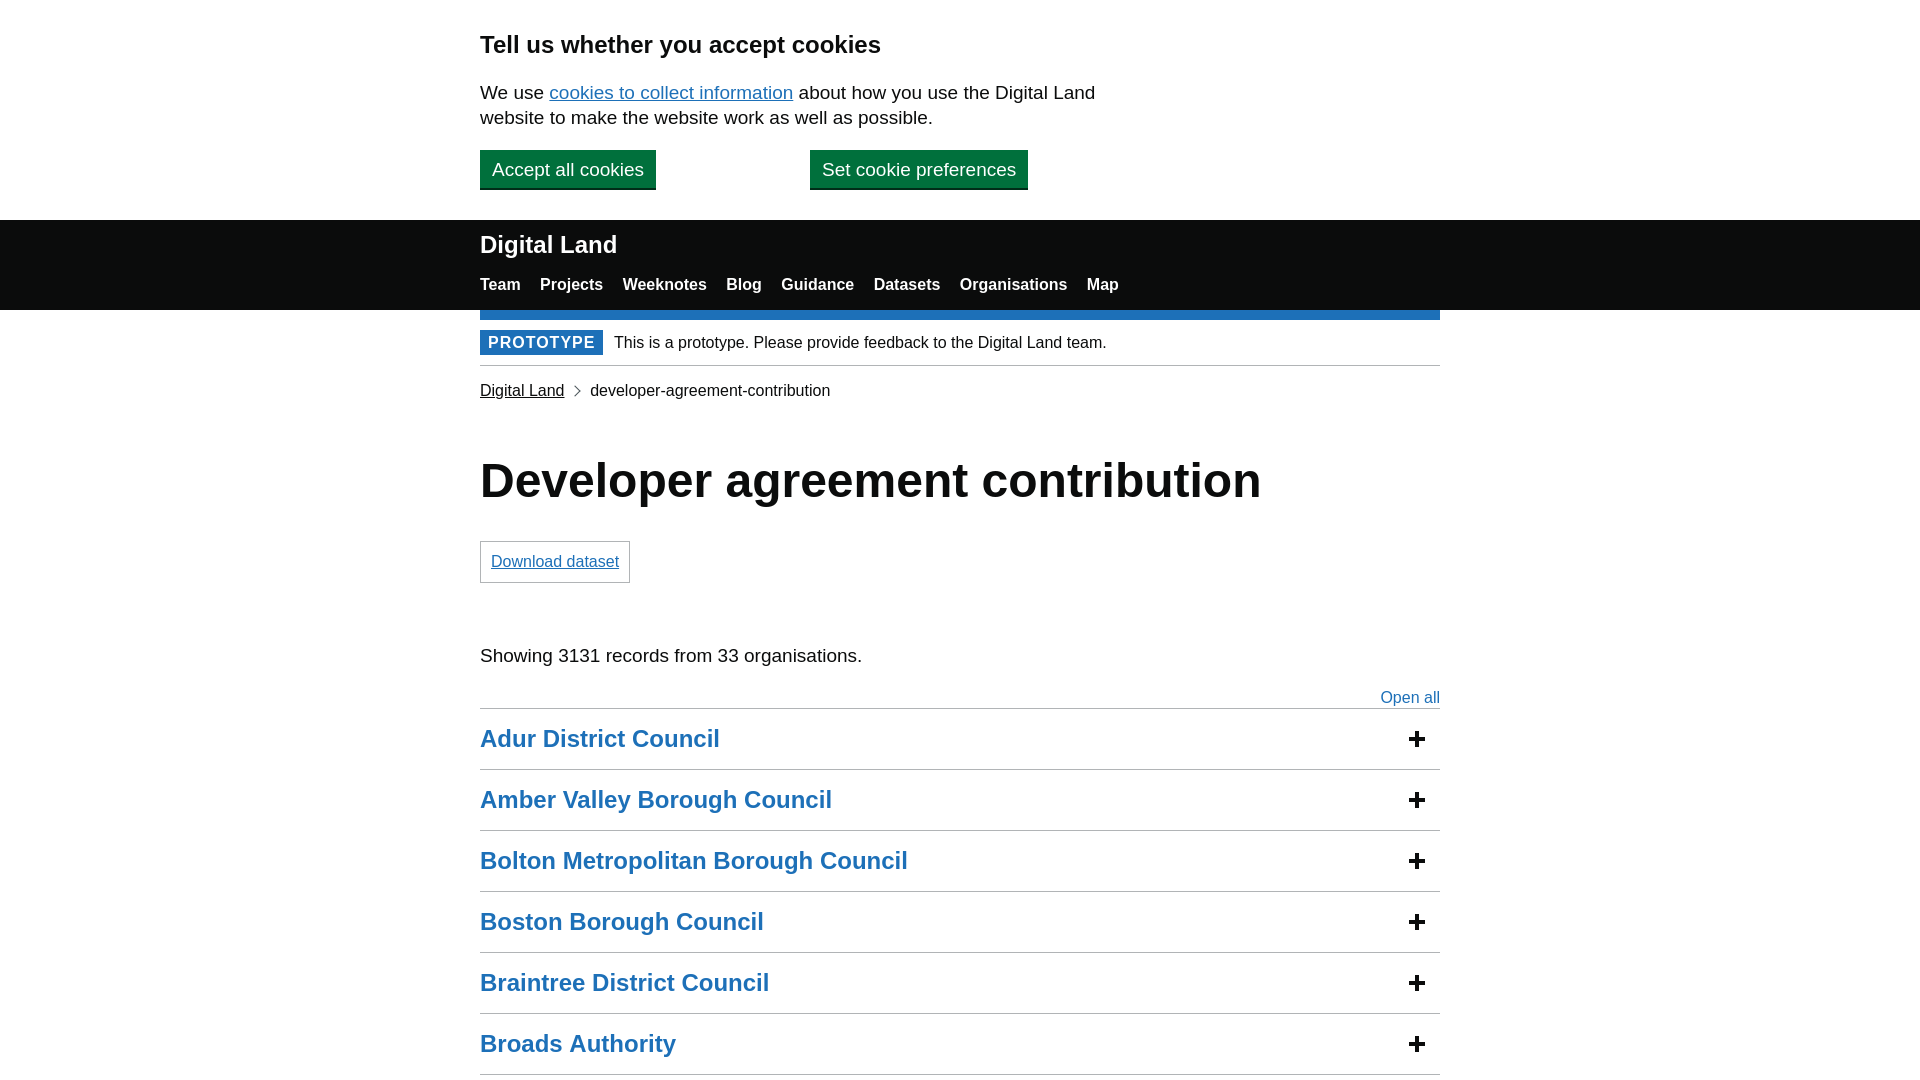 Tell us whether you accept cookies
We use cookies to collect information about how you use the Digital Land
website to make the website work as well as possible.
Accept all cookies
Set cookie preferences
Digital Land
Team Projects Weeknotes Blog Guidance Datasets Organisations Map
PROTOTYPE This is a prototype. Please provide feedback to the Digital Land team.
Digital Land developer-agreement-contribution
Developer agreement contribution
Download dataset
Showing 3131 records from 33 organisations.
Open all
Adur District Council
Amber Valley Borough Council
Bolton Metropolitan Borough Council
Boston Borough Council
Braintree District Council
Broads Authority